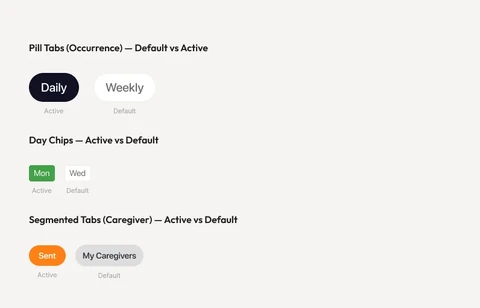 Pill Tabs (Occurrence) — Default vs Active
Daily Weekly
Active Default
Day Chips — Active vs Default
Mon Wed
Active Default
Segmented Tabs (Caregiver) — Active vs Default
Sent My Caregivers
Active Default